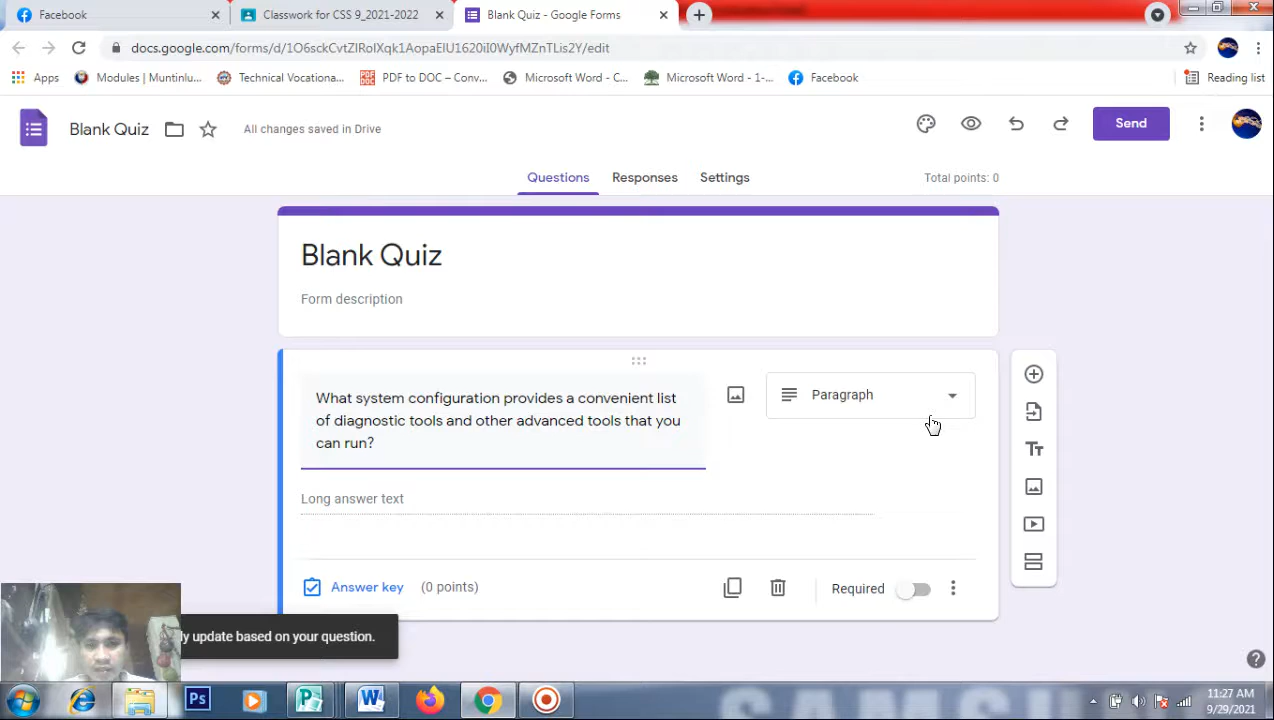 Facebook
Classwork for CSS 9_2021-2022
Blank Quiz - Google Forms
docs.google.com/forms/d/1O6sckCvtZlRolXqk1AopaElU1620iI0WyfMZnTLis2Y/edit
Apps
Modules | Muntinlu...
Technical Vocationa...
PDF to DOC – Conv...
Microsoft Word - C...
Microsoft Word - 1-...
Facebook
Reading list
Blank Quiz
All changes saved in Drive
Send
Questions
Responses
Settings
Total points: 0
Blank Quiz
Form description
What system configuration provides a convenient list
of diagnostic tools and other advanced tools that you
can run?
Paragraph
Long answer text
Answer key
(0 points)
Required
y update based on your question.
Ps
SAMSU
11:27 AM
9/29/2021